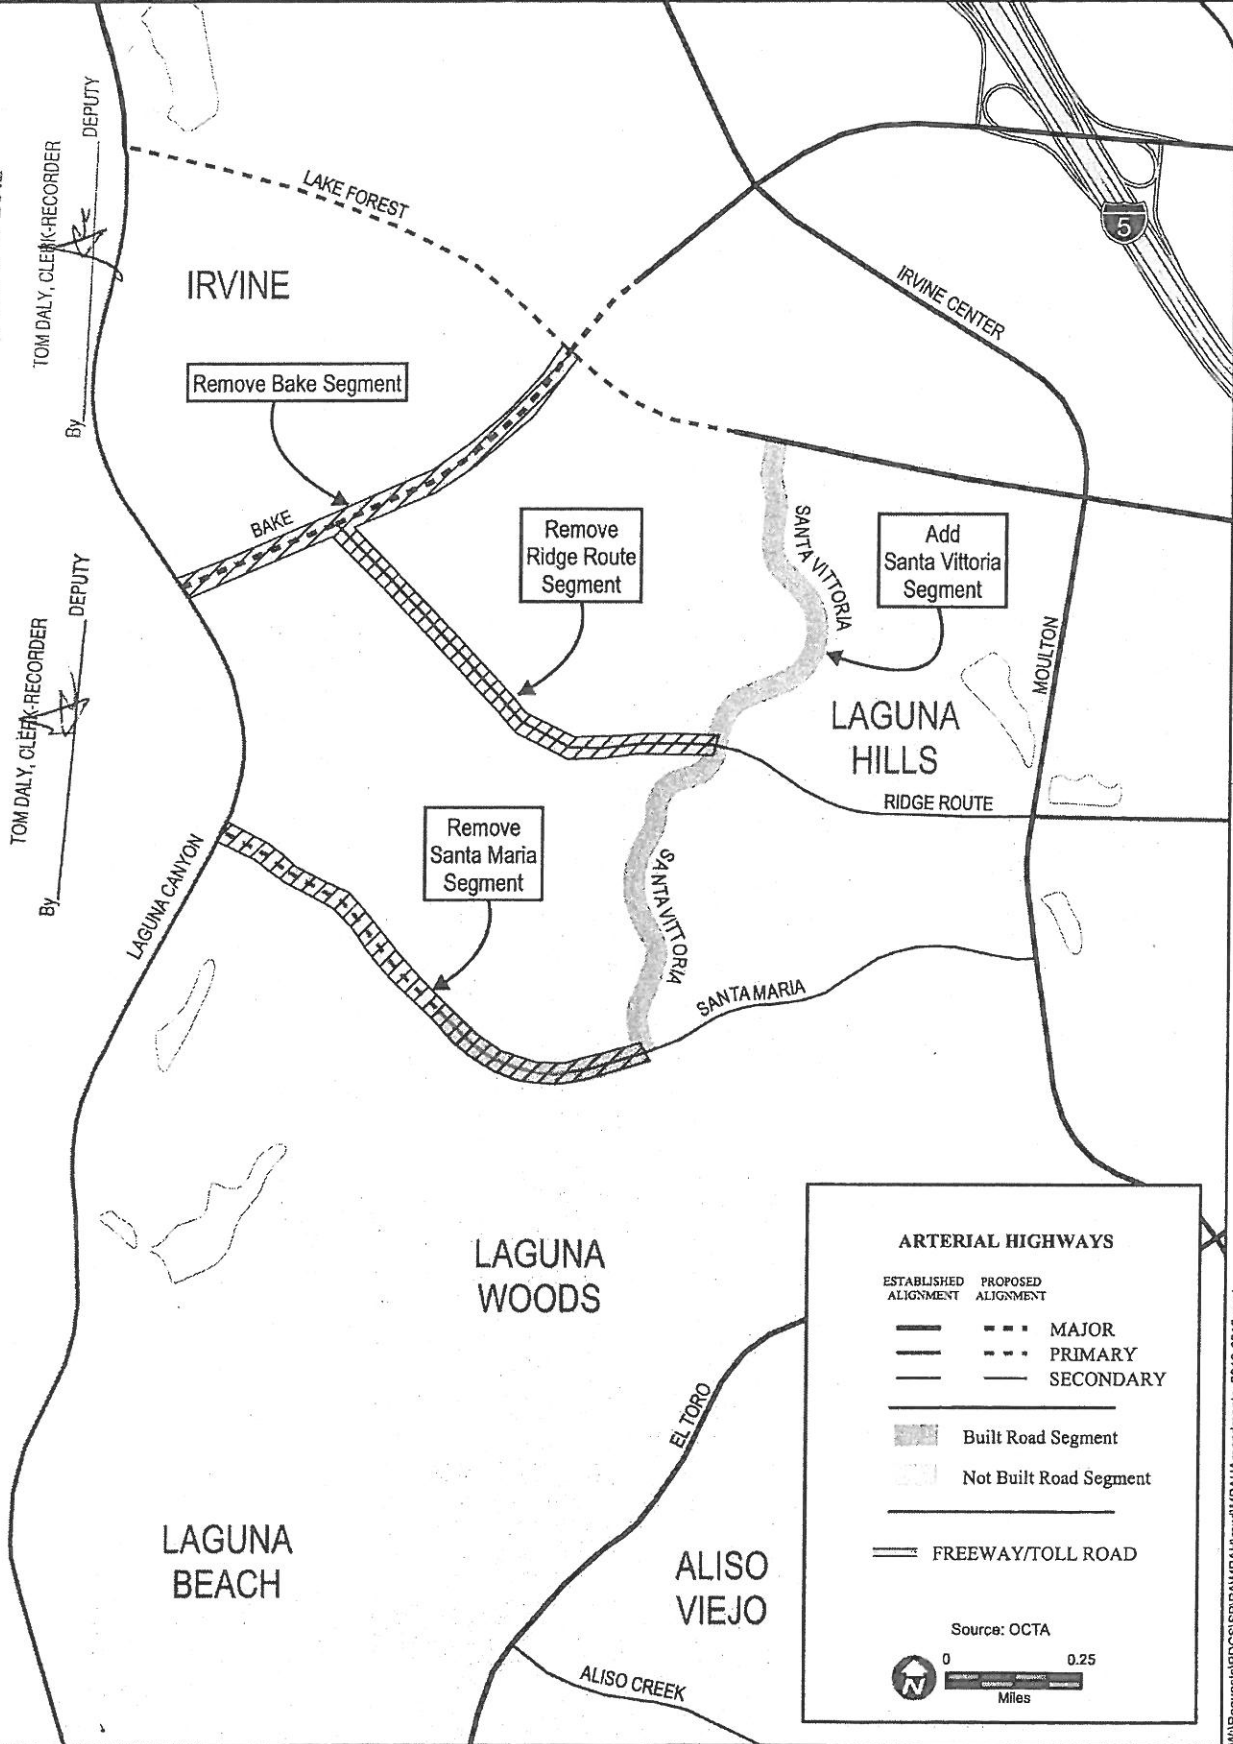 TOM DALY, CLERK-RECORDER
By DEPUTY
TOM DALY, CLERK-RECORDER
By DEPUTY
LAKE FOREST
IRVINE
5
IRVINE CENTER
Remove Bake Segment
BAKE
Remove
Ridge Route
Segment
SANTA VITTORIA
Add
Santa Vittoria
Segment
MOULTON
LAGUNA
HILLS
RIDGE ROUTE
LAGUNA CANYON
Remove
Santa Maria
Segment
SANTA VITTORIA
SANTA MARIA
LAGUNA
WOODS
EL TORO
LAGUNA
BEACH
ALISO
VIEJO
ALISO CREEK
ARTERIAL HIGHWAYS
ESTABLISHED ALIGNMENT
PROPOSED ALIGNMENT
MAJOR
PRIMARY
SECONDARY
Built Road Segment
Not Built Road Segment
FREEWAY/TOLL ROAD
Source: OCTA
N
0 0.25
Miles